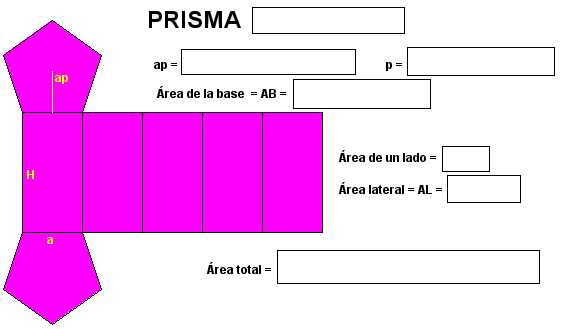 PRISMA
ap
ap =
p =
Área de la base = AB =
H
Área de un lado =
Área lateral = AL =
a
Área total =